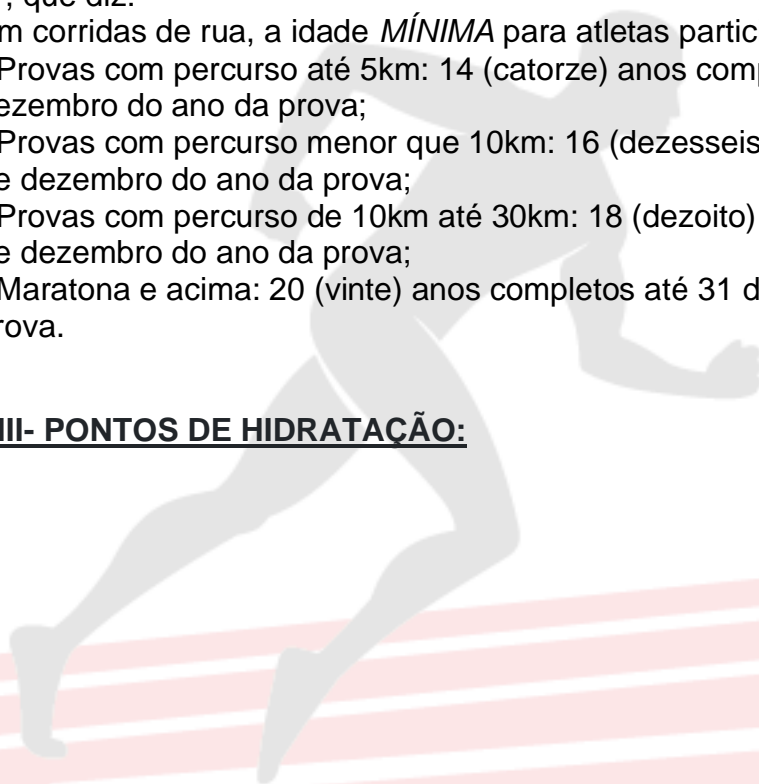 , que diz:
m corridas de rua, a idade MÍNIMA para atletas partic
Provas com percurso até 5km: 14 (catorze) anos comp
ezembro do ano da prova;
Provas com percurso menor que 10km: 16 (dezesseis
e dezembro do ano da prova;
Provas com percurso de 10km até 30km: 18 (dezoito)
e dezembro do ano da prova;
Maratona e acima: 20 (vinte) anos completos até 31 d
rova.
III- PONTOS DE HIDRATAÇÃO: